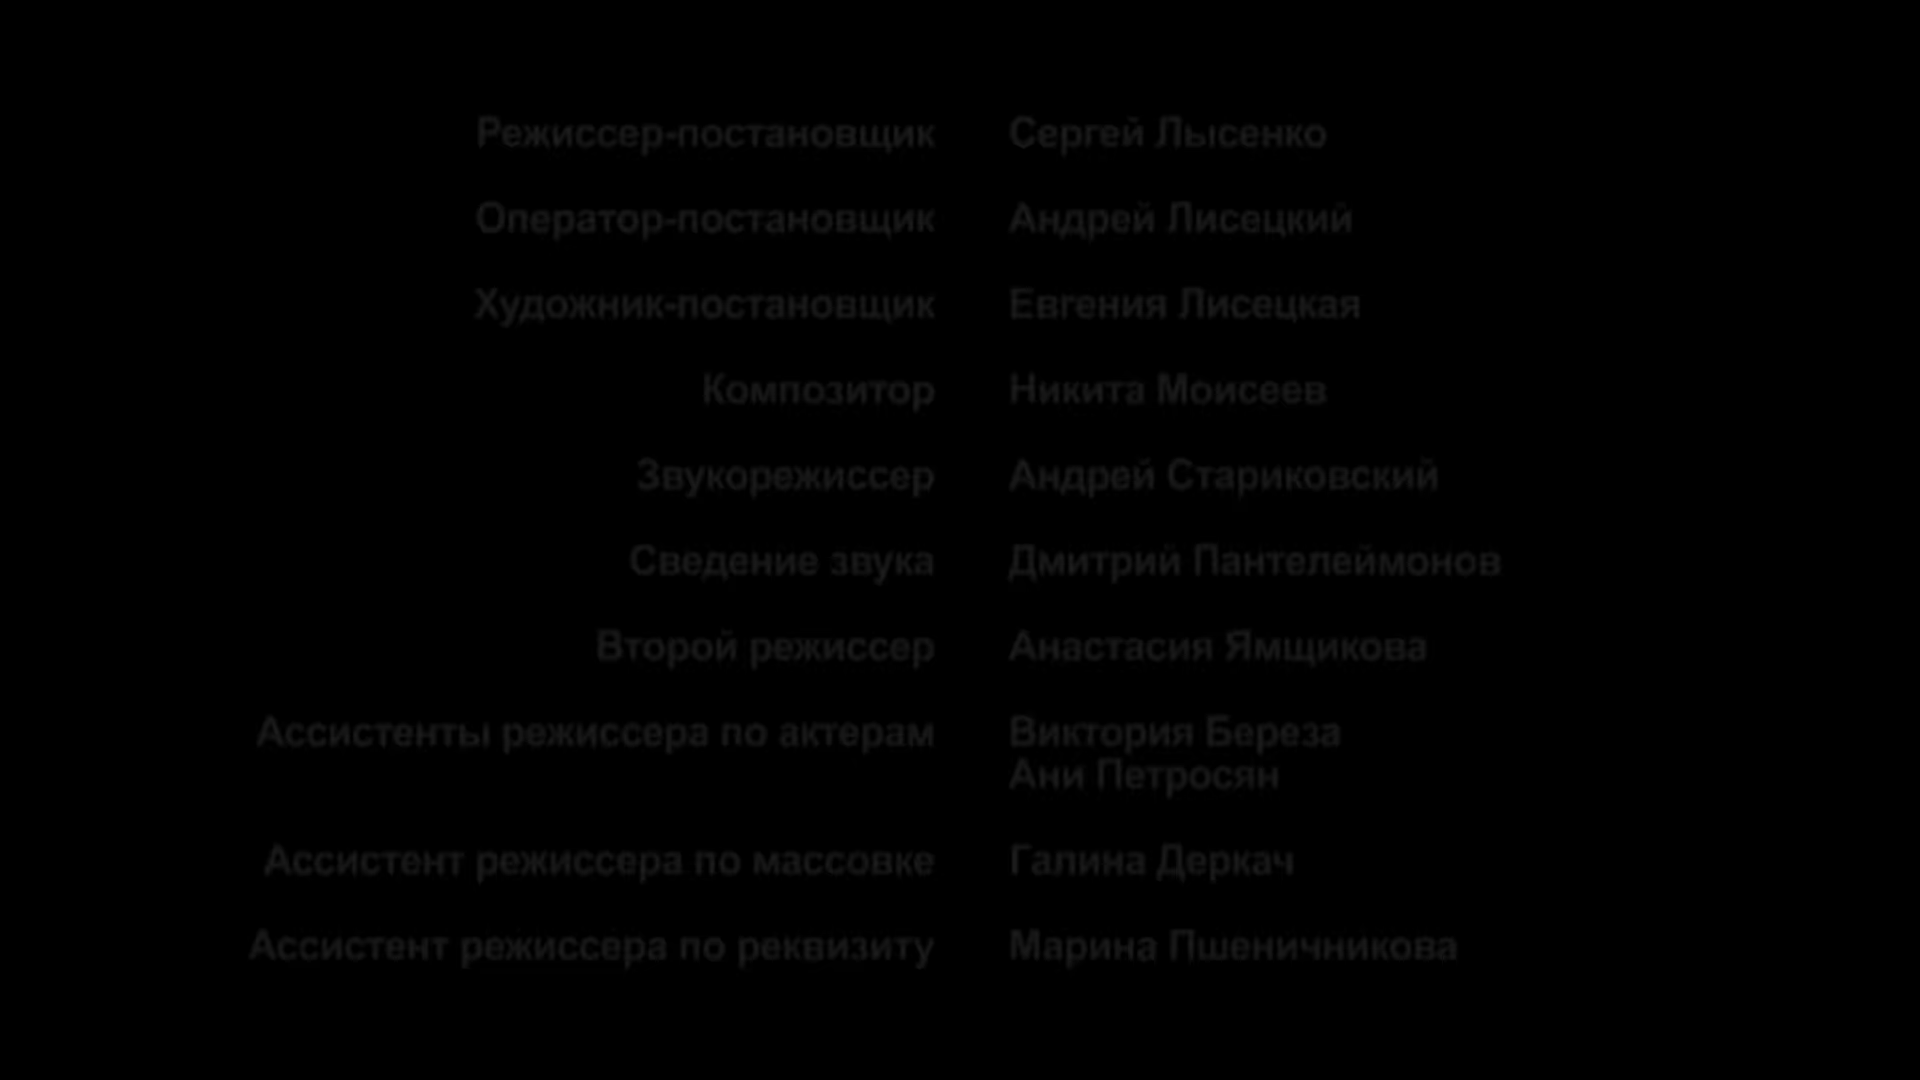 Режиссер-постановщик Сергей Лысенко
Оператор-постановщик Андрей Лисецкий
Художник-постановщик Евгения Лисецкая
Композитор Никита Моисеев
Звукорежиссер Андрей Стариковский
Сведение звука Дмитрий Пантелеймонов
Второй режиссер Анастасия Ямщикова
Ассистенты режиссера по актерам Виктория Береза
Ани Петросян
Ассистент режиссера по массовке Галина Деркач
Ассистент режиссера по реквизиту Марина Пшеничникова